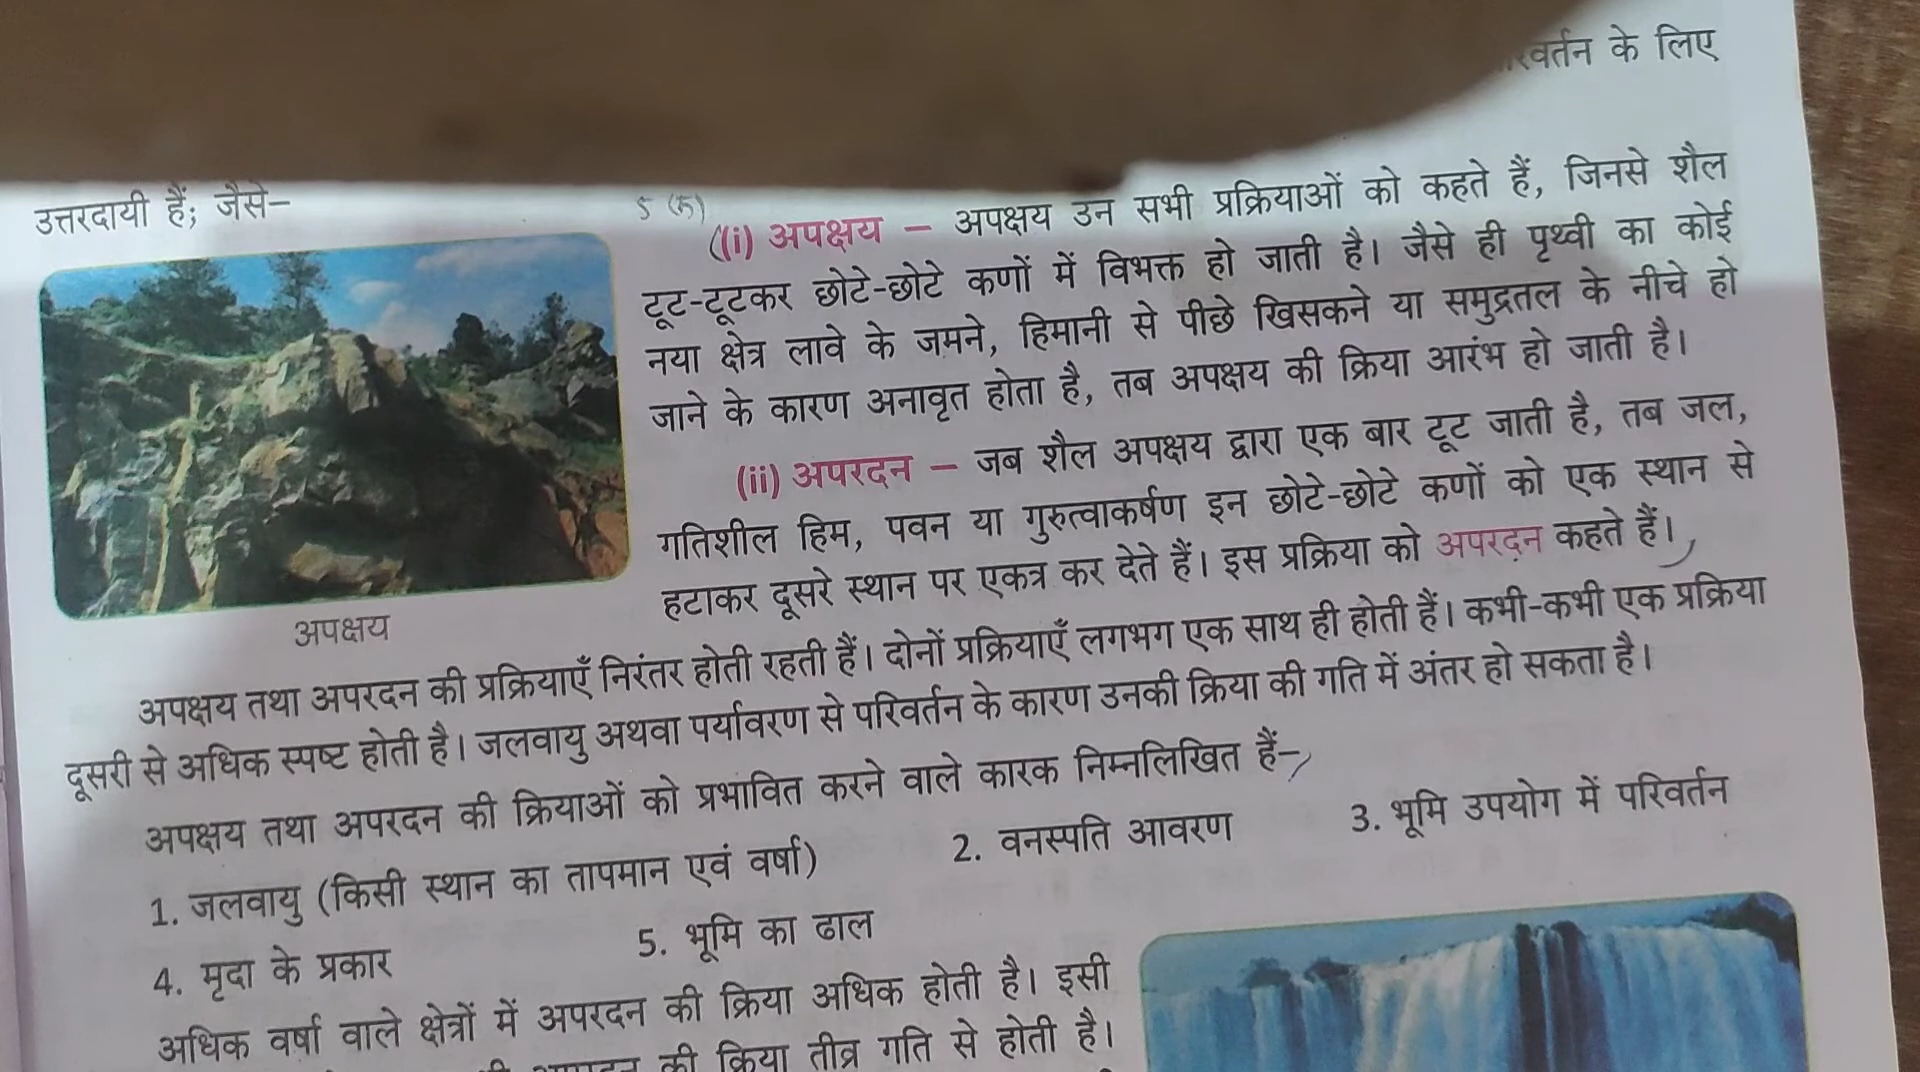 के लिए
उत्तरदायी हैं; जैसे–
5 (क)
(i) अपक्षय – अपक्षय उन सभी प्रक्रियाओं को कहते हैं, जिनसे शैल
टूट-टूटकर छोटे-छोटे कणों में विभक्त हो जाती है। जैसे ही पृथ्वी का कोई
नया क्षेत्र लावे के जमने, हिमानी से पीछे खिसकने या समुद्रतल के नीचे हो
जाने के कारण अनावृत होता है, तब अपक्षय की क्रिया आरंभ हो जाती है।
(ii) अपरदन – जब शैल अपक्षय द्वारा एक बार टूट जाती है, तब जल,
गतिशील हिम, पवन या गुरुत्वाकर्षण इन छोटे-छोटे कणों को एक स्थान से
हटाकर दूसरे स्थान पर एकत्र कर देते हैं। इस प्रक्रिया को अपरदन कहते हैं।
अपक्षय
अपक्षय तथा अपरदन की प्रक्रियाएँ निरंतर होती रहती हैं। दोनों प्रक्रियाएँ लगभग एक साथ ही होती हैं। कभी-कभी एक प्रक्रिया
दूसरी से अधिक स्पष्ट होती है। जलवायु अथवा पर्यावरण से परिवर्तन के कारण उनकी क्रिया की गति में अंतर हो सकता है।
अपक्षय तथा अपरदन की क्रियाओं को प्रभावित करने वाले कारक निम्नलिखित हैं–
1. जलवायु (किसी स्थान का तापमान एवं वर्षा) 2. वनस्पति आवरण 3. भूमि उपयोग में परिवर्तन
4. मृदा के प्रकार 5. भूमि का ढाल
अधिक वर्षा वाले क्षेत्रों में अपरदन की क्रिया अधिक होती है। इसी
की क्रिया तीव्र गति से होती है।